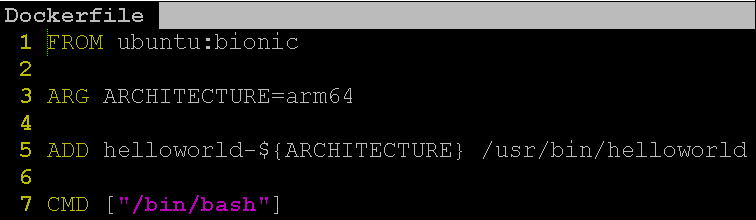 Dockerfile
1 FROM ubuntu:bionic
2
3 ARG ARCHITECTURE=arm64
4
5 ADD helloworld-${ARCHITECTURE} /usr/bin/helloworld
6
7 CMD ["/bin/bash"]